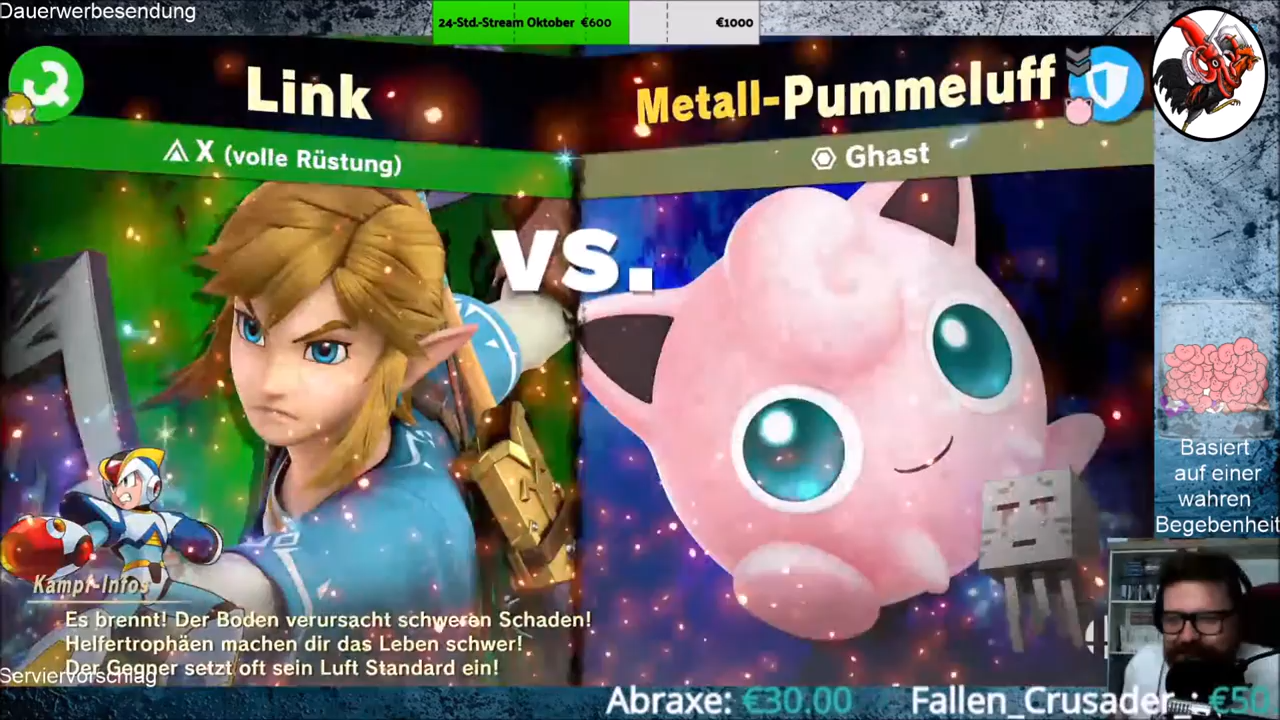 Dauerwerbesendung
24-Std.-Stream Oktober €600 €1000
Link
Metall-Pummeluff
X (volle Rüstung)
Ghast
vs.
Basiert
auf einer
wahren
Begebenheit
Kampf-Infos
Es brennt! Der Boden verursacht schweren Schaden!
Helfertrophäen machen dir das Leben schwer!
Der Gegner setzt oft sein Luft Standard ein!
Serviervorschlag
Abraxe: €30.00 Fallen_Crusader_: €50